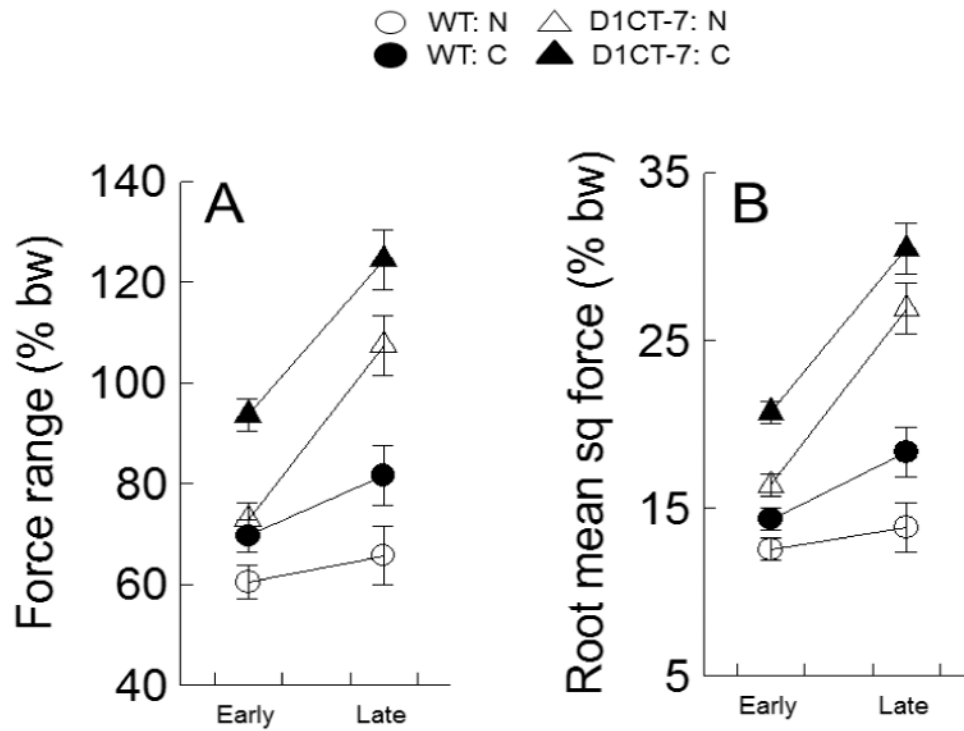 WT: N D1CT-7: N
WT: C D1CT-7: C
A
Force range (% bw)
140
120
100
80
60
40
Early Late
B
Root mean sq force (% bw)
35
25
15
5
Early Late